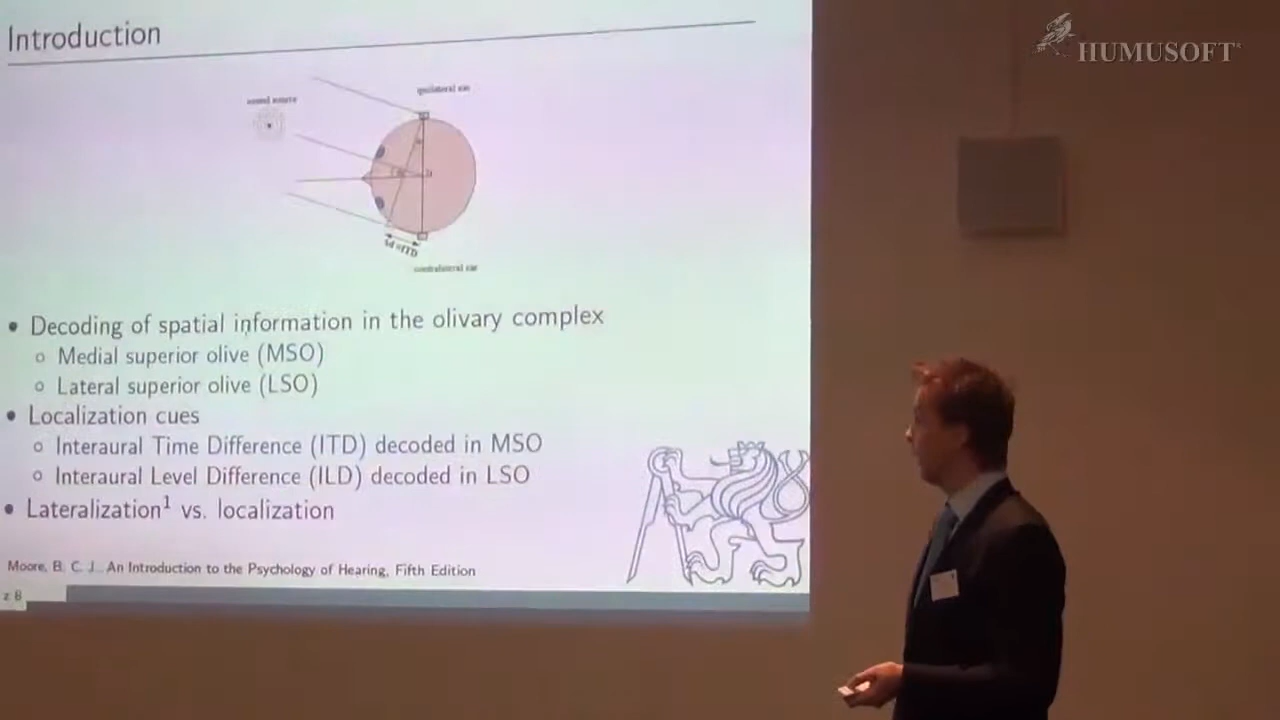 Introduction
HUMUSOFT
sound source
ipsilateral ear
contralateral ear
• Decoding of spatial information in the olivary complex
○ Medial superior olive (MSO)
○ Lateral superior olive (LSO)
• Localization cues
○ Interaural Time Difference (ITD) decoded in MSO
○ Interaural Level Difference (ILD) decoded in LSO
• Lateralization¹ vs. localization
Moore, B. C. J.. An Introduction to the Psychology of Hearing, Fifth Edition
z 8